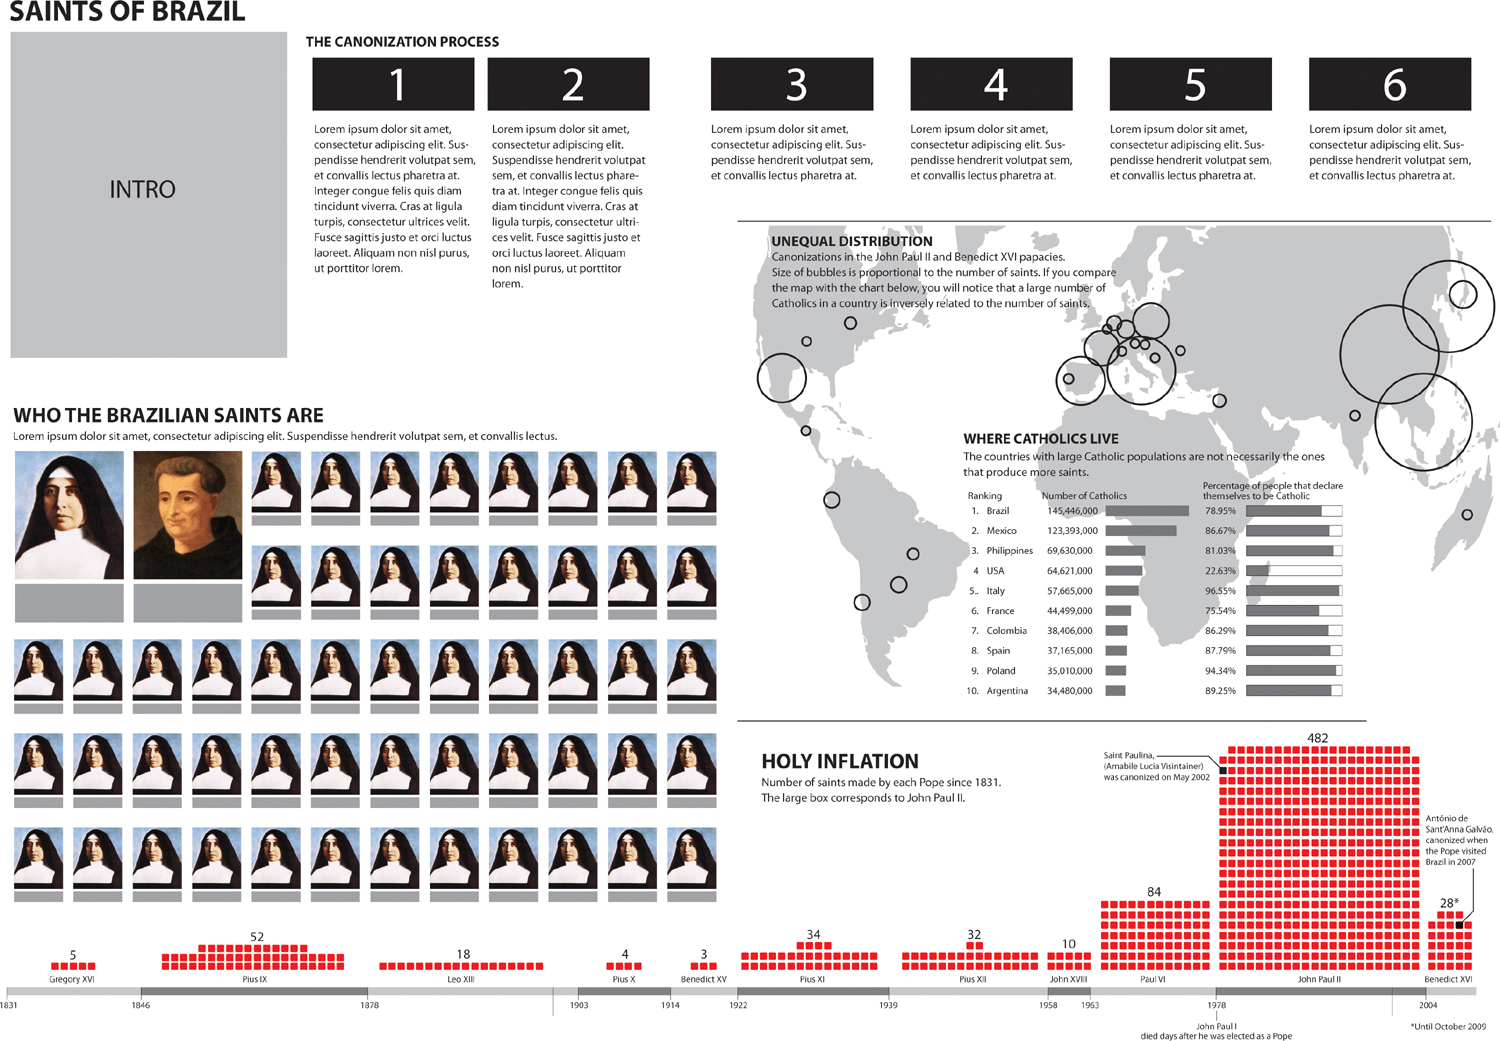 SAINTS OF BRAZIL
INTRO
THE CANONIZATION PROCESS
1
Lorem ipsum dolor sit amet,
consectetur adipiscing elit. Sus-
pendisse hendrerit volutpat sem,
et convallis lectus pharetra at.
Integer congue felis quis diam
tincidunt viverra. Cras at ligula
turpis, consectetur ultrices velit.
Fusce sagittis justo et orci luctus
laoreet. Aliquam non nisl purus,
ut porttitor lorem.
2
Lorem ipsum dolor sit amet,
consectetur adipiscing elit.
Suspendisse hendrerit volutpat
sem, et convallis lectus phare-
tra at. Integer congue felis quis
diam tincidunt viverra. Cras at
ligula turpis, consectetur ultri-
ces velit. Fusce sagittis justo et
orci luctus laoreet. Aliquam
non nisl purus, ut porttitor
lorem.
3
Lorem ipsum dolor sit amet,
consectetur adipiscing elit. Sus-
pendisse hendrerit volutpat sem,
et convallis lectus pharetra at.
4
Lorem ipsum dolor sit amet,
consectetur adipiscing elit. Sus-
pendisse hendrerit volutpat sem,
et convallis lectus pharetra at.
5
Lorem ipsum dolor sit amet,
consectetur adipiscing elit. Sus-
pendisse hendrerit volutpat sem,
et convallis lectus pharetra at.
6
Lorem ipsum dolor sit amet,
consectetur adipiscing elit. Sus-
pendisse hendrerit volutpat sem,
et convallis lectus pharetra at.
UNEQUAL DISTRIBUTION
Canonizations in the John Paul II and Benedict XVI papacies.
Size of bubbles is proportional to the number of saints. If you compare
the map with the chart below, you will notice that a large number of
Catholics in a country is inversely related to the number of saints.
WHO THE BRAZILIAN SAINTS ARE
Lorem ipsum dolor sit amet, consectetur adipiscing elit. Suspendisse hendrerit volutpat sem, et convallis lectus.
WHERE CATHOLICS LIVE
The countries with large Catholic populations are not necessarily the ones
that produce more saints.
Ranking Number of Catholics Percentage of people that declare
themselves to be Catholic
1. Brazil 145,446,000 78.95%
2. Mexico 123,393,000 86.67%
3. Philippines 69,630,000 81.03%
4 USA 64,621,000 22.63%
5.. Italy 57,665,000 96.55%
6. France 44,499,000 75.54%
7. Colombia 38,406,000 86.29%
8. Spain 37,165,000 87.79%
9. Poland 35,010,000 94.34%
10. Argentina 34,480,000 89.25%
HOLY INFLATION
Number of saints made by each Pope since 1831.
The large box corresponds to John Paul II.
Saint Paulina,
(Amabile Lucia Visintainer)
was canonized on May 2002
482
Antônio de
Sant'Anna Galvão,
canonized when
the Pope visited
Brazil in 2007
5 52 18 4 3 34 32 10 84 28*
Gregory XVI Pius IX Leo XIII Pius X Benedict XV Pius XI Pius XII John XVIII Paul VI John Paul II Benedict XVI
1831 1846 1878 1903 1914 1922 1939 1958 1963 1978 2004
John Paul I
died days after he was elected as a Pope
*Until October 2009